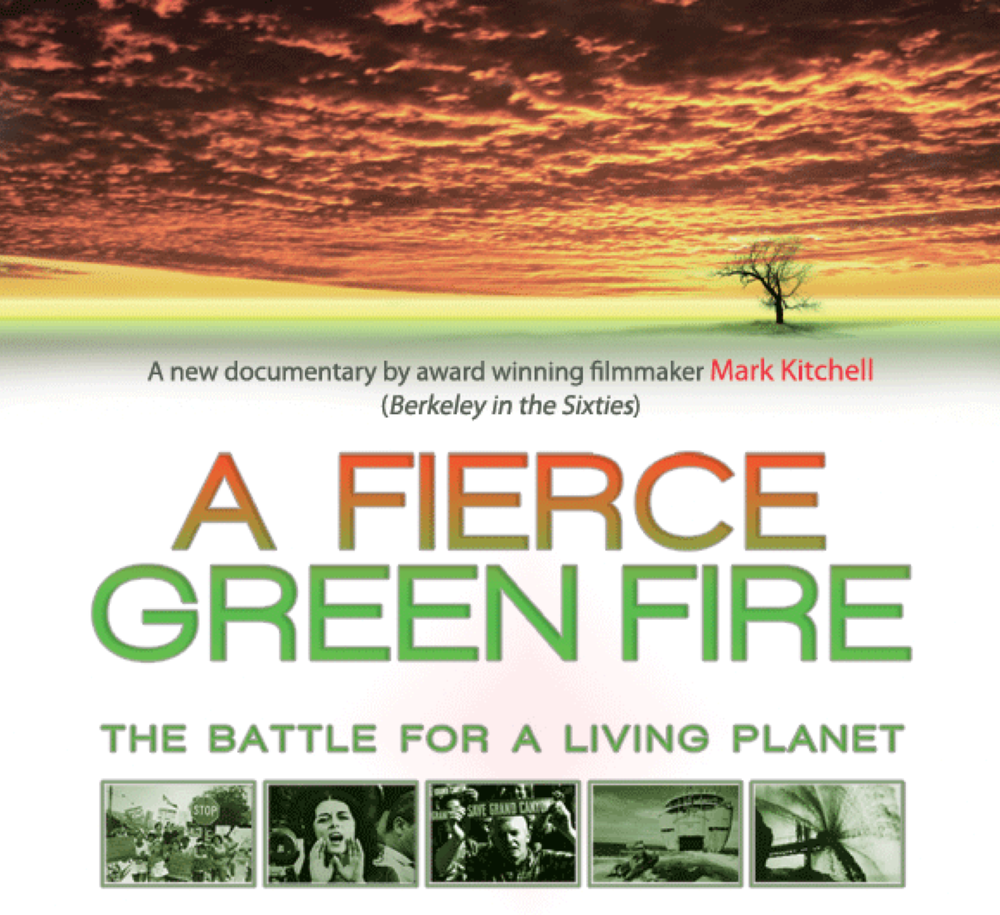 A new documentary by award winning filmmaker Mark Kitchell
(Berkeley in the Sixties)
A FIERCE
GREEN FIRE
THE BATTLE FOR A LIVING PLANET
STOP
SAVE GRAND CANYO